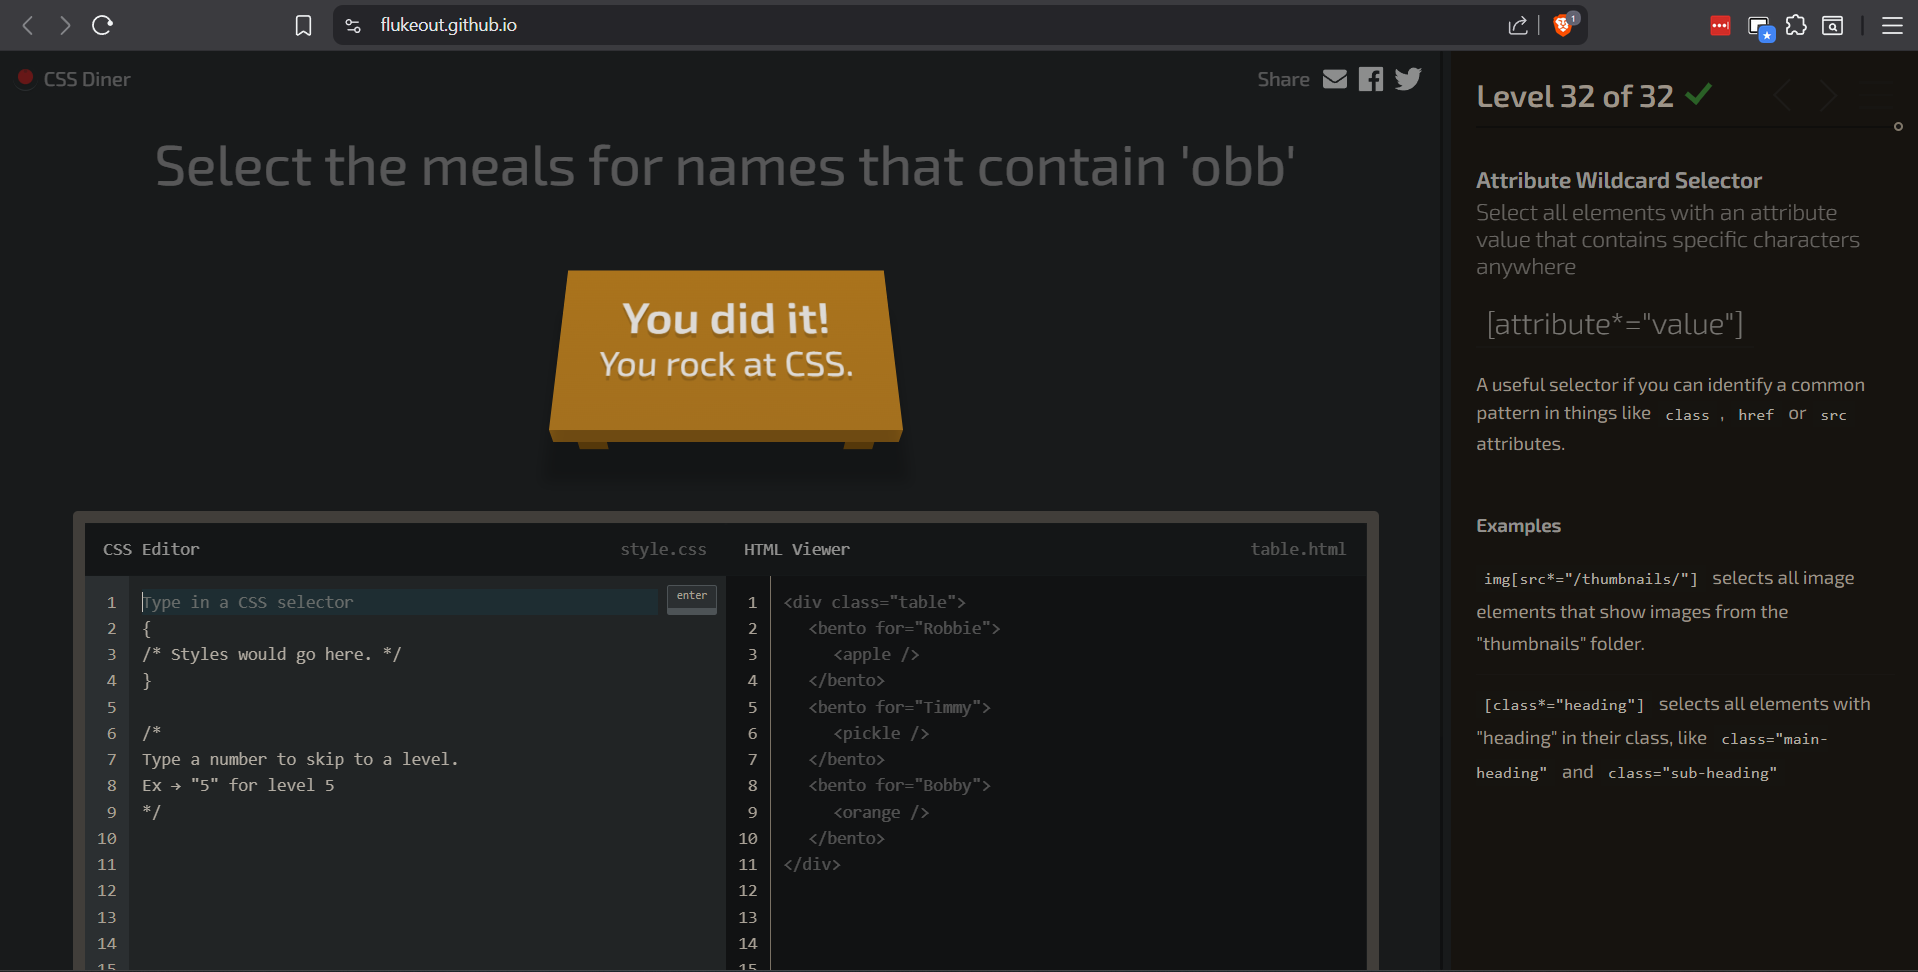 flukeout.github.io
1
CSS Diner
Share
Select the meals for names that contain 'obb'
You did it!
You rock at CSS.
CSS Editor
style.css
1 Type in a CSS selector
enter
2 {
3 /* Styles would go here. */
4 }
5
6 /*
7 Type a number to skip to a level.
8 Ex → "5" for level 5
9 */
10
11
12
13
14
15
HTML Viewer
table.html
1 <div class="table">
2 <bento for="Robbie">
3 <apple />
4 </bento>
5 <bento for="Timmy">
6 <pickle />
7 </bento>
8 <bento for="Bobby">
9 <orange />
10 </bento>
11 </div>
12
13
14
15
Level 32 of 32
Attribute Wildcard Selector
Select all elements with an attribute
value that contains specific characters
anywhere
[attribute*="value"]
A useful selector if you can identify a common
pattern in things like class , href or src
attributes.
Examples
img[src*="/thumbnails/"] selects all image
elements that show images from the
"thumbnails" folder.
[class*="heading"] selects all elements with
"heading" in their class, like class="main-
heading" and class="sub-heading"